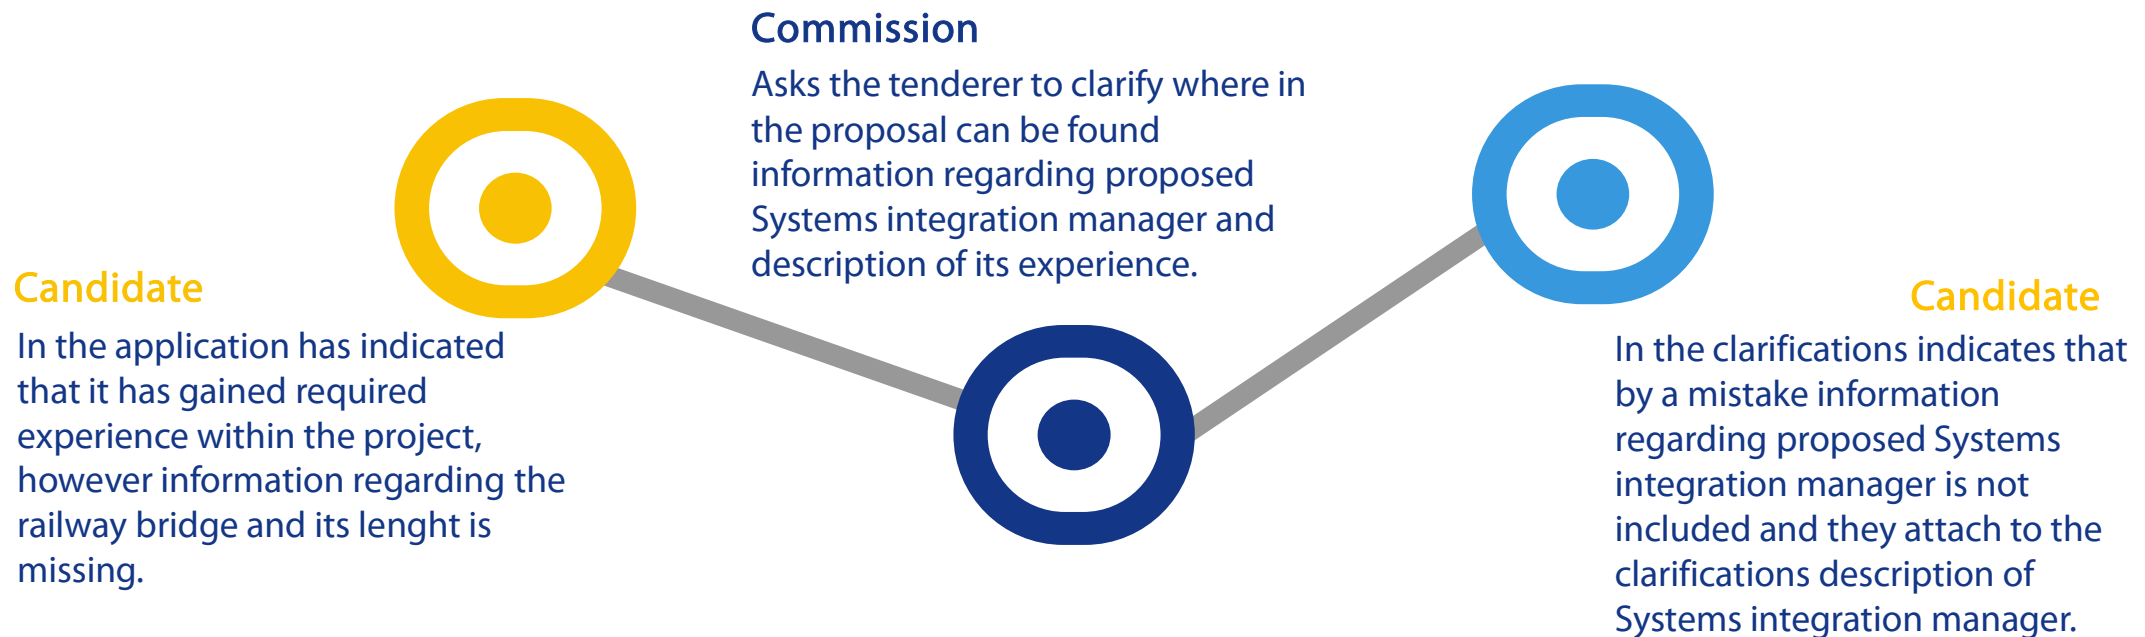 Candidate
In the application has indicated
that it has gained required
experience within the project,
however information regarding the
railway bridge and its lenght is
missing.
Commission
Asks the tenderer to clarify where in
the proposal can be found
information regarding proposed
Systems integration manager and
description of its experience.
Candidate
In the clarifications indicates that
by a mistake information
regarding proposed Systems
integration manager is not
included and they attach to the
clarifications description of
Systems integration manager.